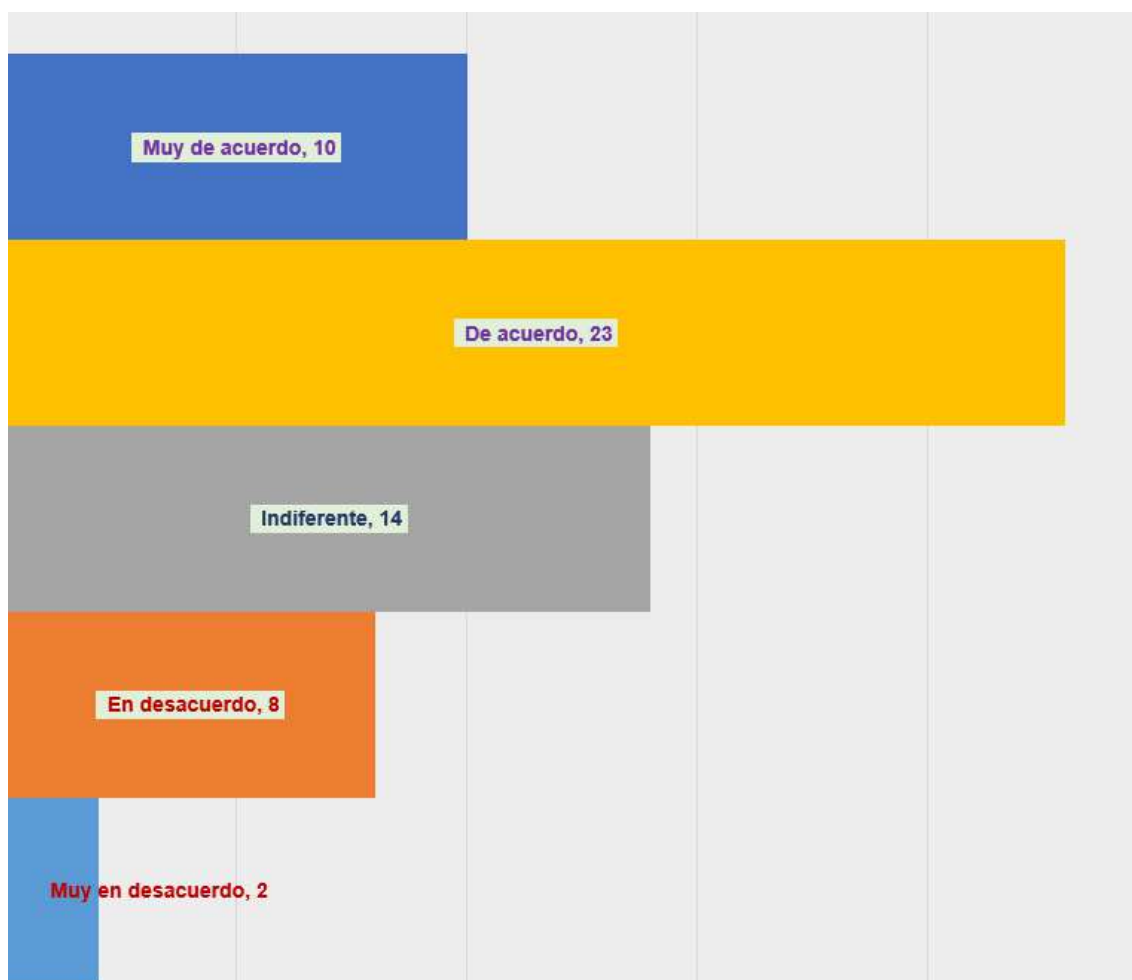 Muy de acuerdo, 10
De acuerdo, 23
Indiferente, 14
En desacuerdo, 8
Muy en desacuerdo, 2